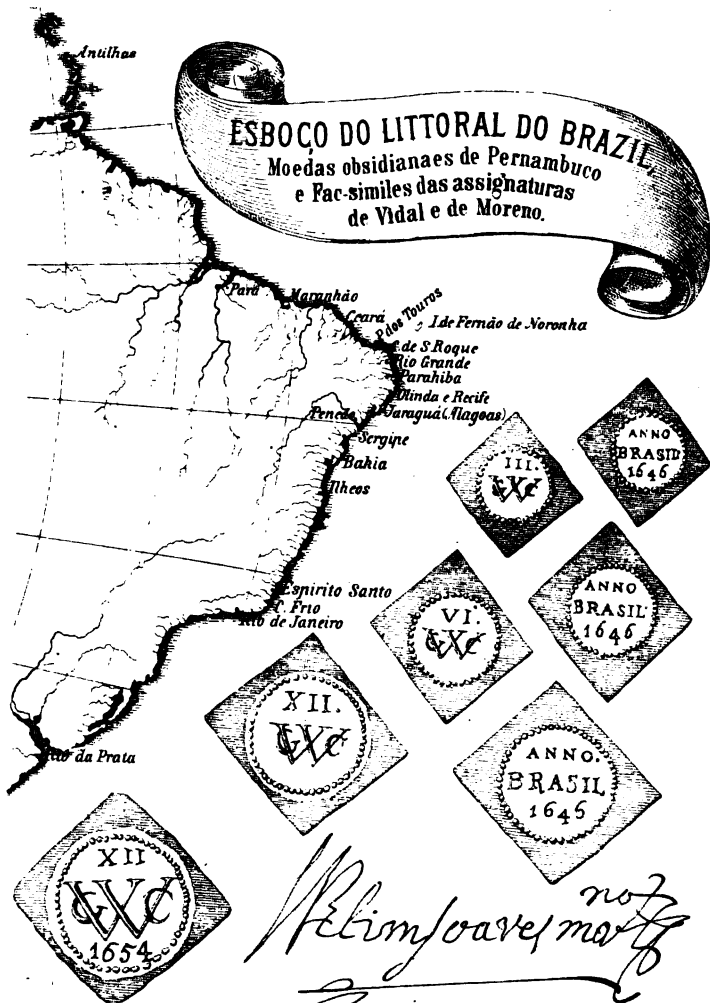 Antilhas
ESBOÇO DO LITTORAL DO BRAZIL,
Moedas obsidianaes de Pernambuco
e Fac-similes das assignaturas
de Vidal e de Moreno.
Pará
Maranhão
Ceará
P. dos Touros
I. de Fernão de Noronha
C. de S. Roque
Rio Grande
Parahiba
Olinda e Recife
Penedo
Jaraguá (Alagoas)
Sergipe
Bahia
Ilheos
Espirito Santo
C. Frio
Rio de Janeiro
Rio da Prata
III.
GWC
ANNO
BRASIL
1646
VI.
GWC
ANNO
BRASIL
1646
XII.
GWC
ANNO.
BRASIL
1646
XII
GWC
1654